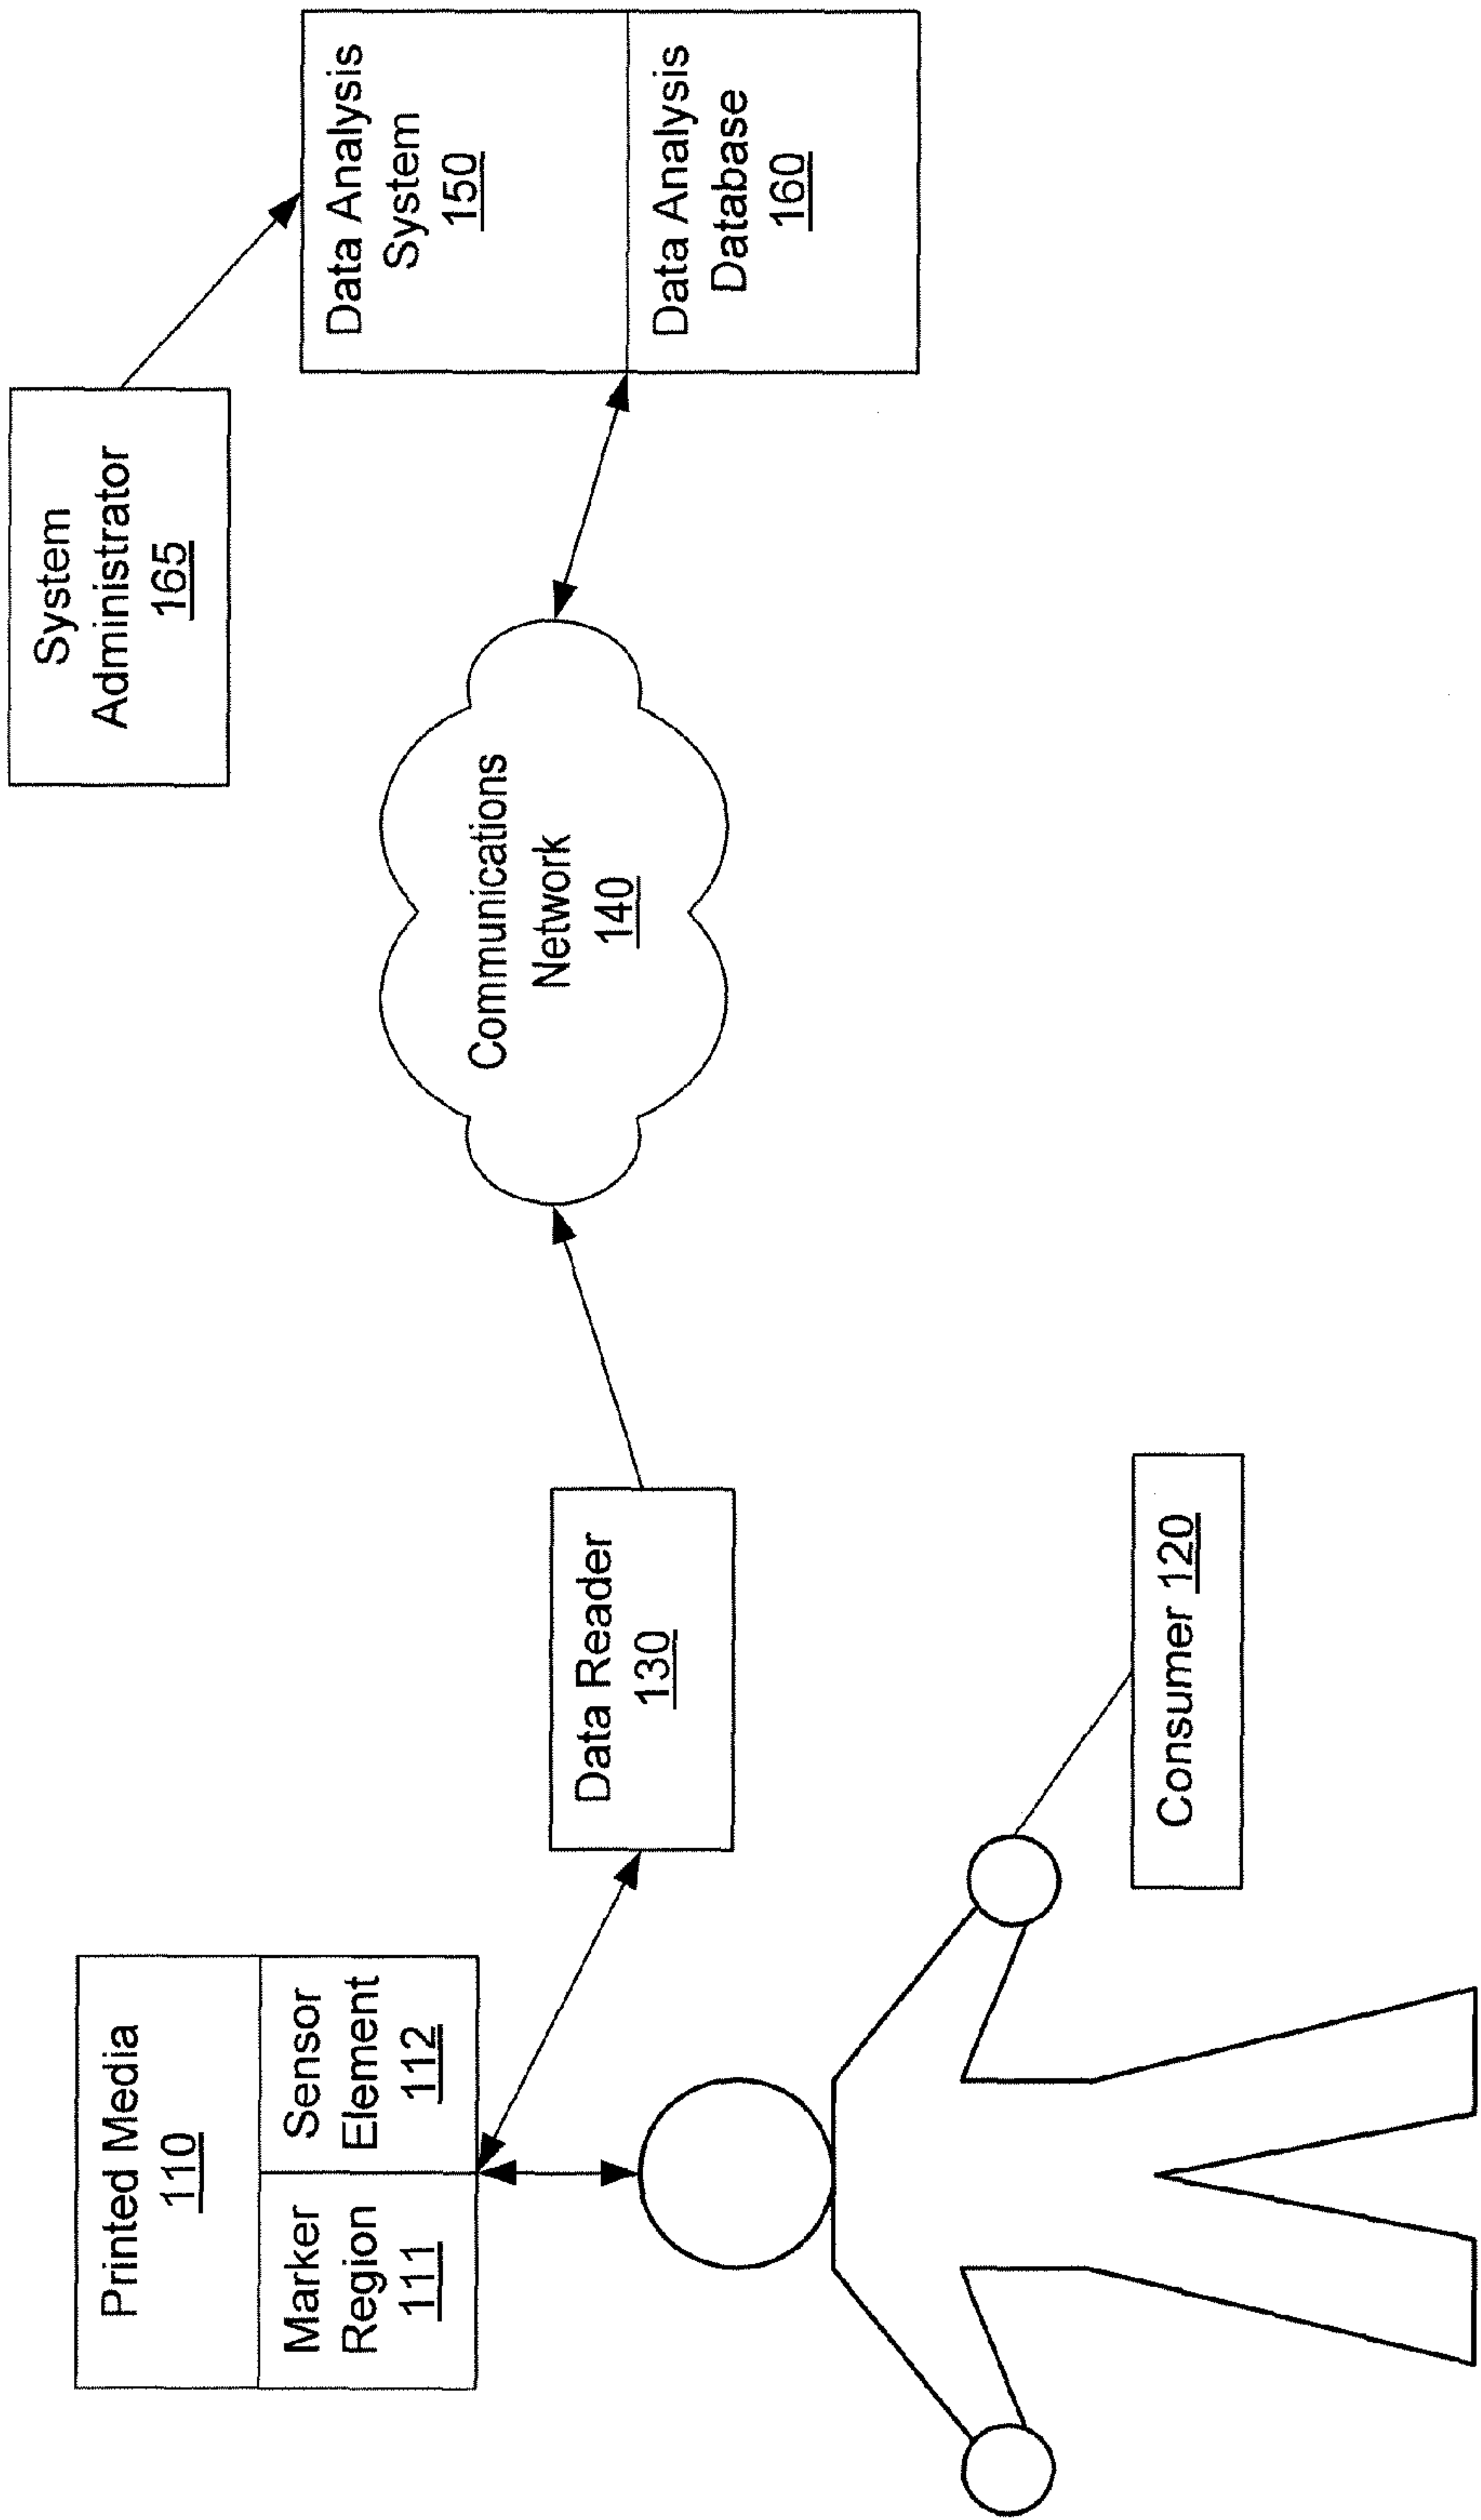 Printed Media
110
Marker
Region
111
Sensor
Element
112
Data Reader
130
Consumer 120
Communications
Network
140
System
Administrator
165
Data Analysis
System
150
Data Analysis
Database
160